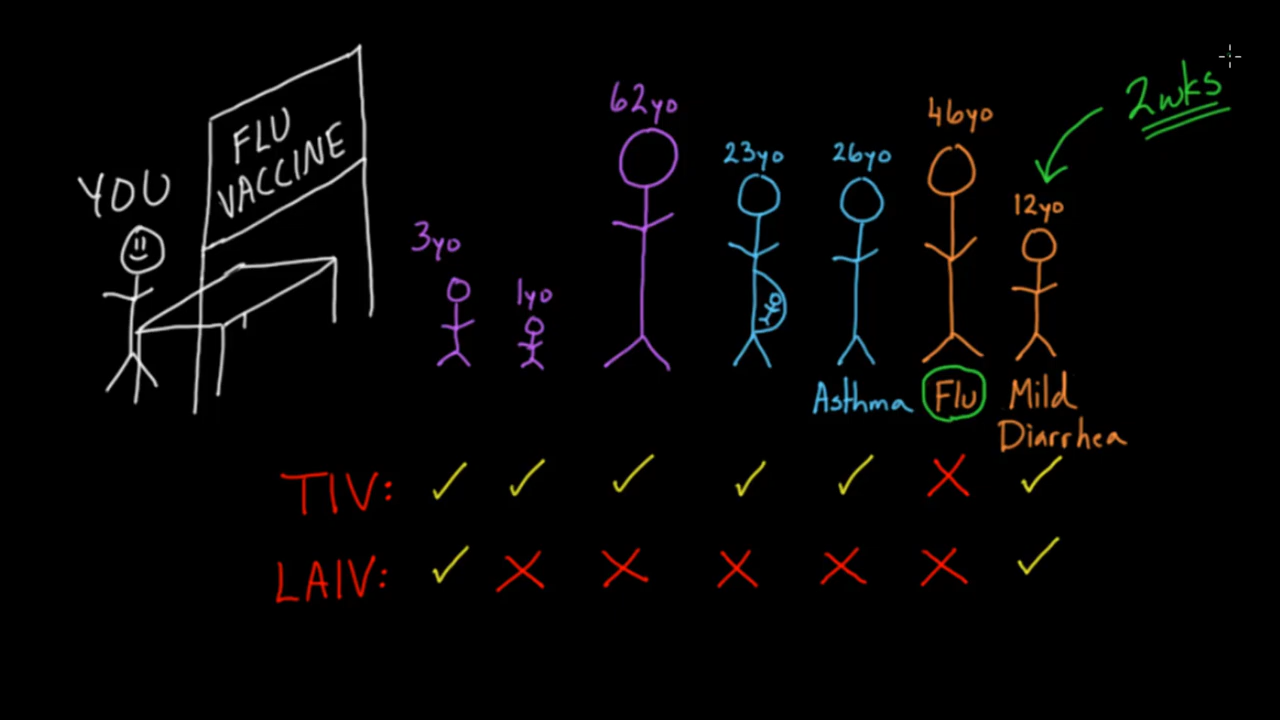 YOU
FLU
VACCINE
3yo
1yo
62yo
23yo
26yo
46yo
12yo
2wks
Asthma
Flu
Mild
Diarrhea
TIV:
LAIV: